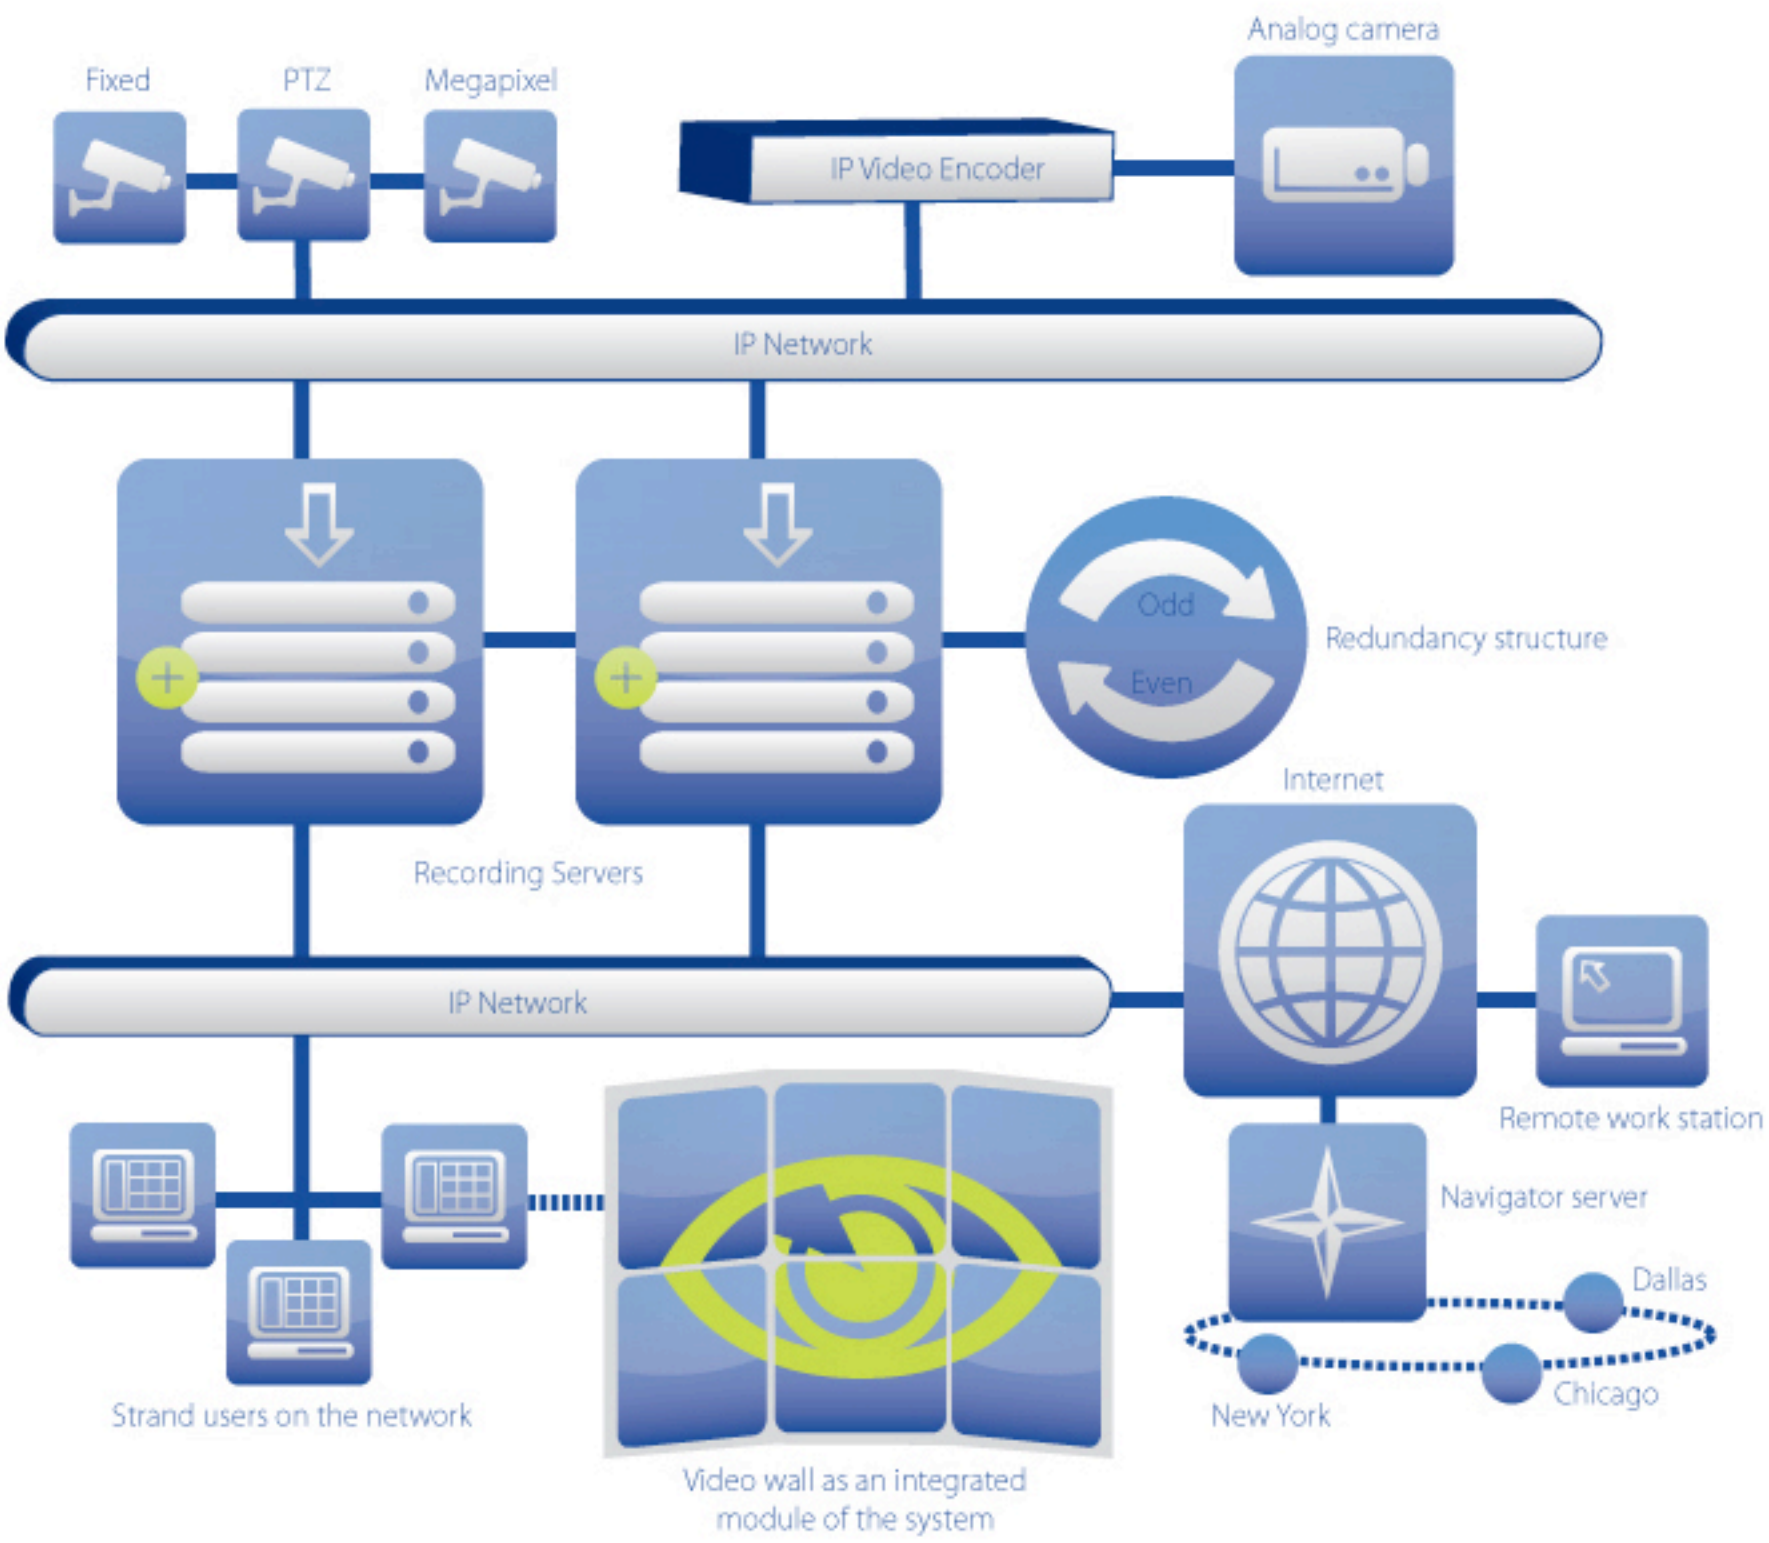 Analog camera
Fixed
PTZ
Megapixel
IP Video Encoder
IP Network
Odd
Even
Redundancy structure
Internet
Recording Servers
IP Network
Remote work station
Navigator server
Dallas
Chicago
New York
Strand users on the network
Video wall as an integrated
module of the system